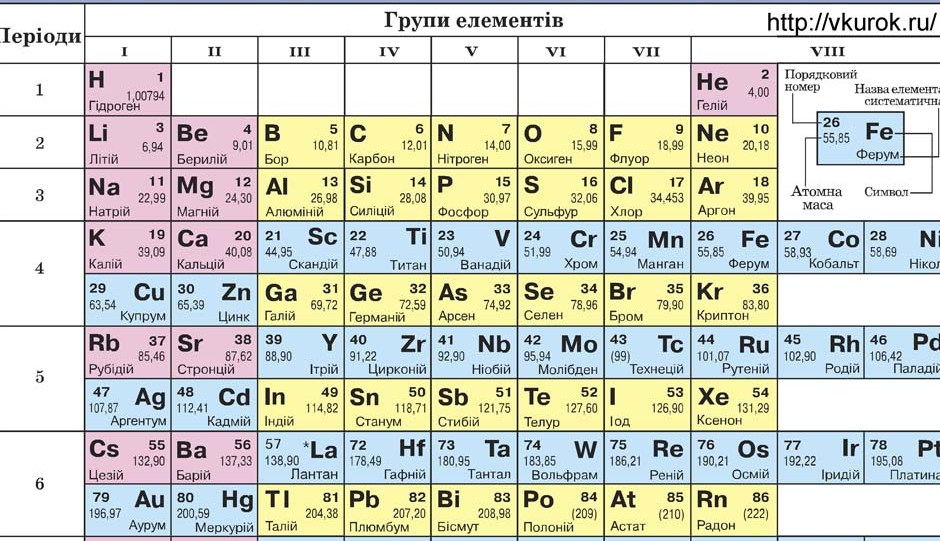 Групи елементів
http://vkurok.ru/
Періоди
I II III IV V VI VII VIII
1
H 1
1,00794
Гідроген
He 2
4,00
Гелій
Порядковий
номер
Назва елемента
систематична
26
55,85
Fe
Ферум
Атомна
маса
Символ
2
Li 3
6,94
Літій
Be 4
9,01
Берилій
B 5
10,81
Бор
C 6
12,01
Карбон
N 7
14,00
Нітроген
O 8
15,99
Оксиген
F 9
18,99
Флуор
Ne 10
20,18
Неон
3
Na 11
22,99
Натрій
Mg 12
24,30
Магній
Al 13
26,98
Алюміній
Si 14
28,08
Силіцій
P 15
30,97
Фосфор
S 16
32,06
Сульфур
Cl 17
34,453
Хлор
Ar 18
39,95
Аргон
4
K 19
39,09
Калій
Ca 20
40,08
Кальцій
21 Sc
44,95
Скандій
22 Ti
47,88
Титан
23 V
50,94
Ванадій
24 Cr
51,99
Хром
25 Mn
54,94
Манган
26 Fe
55,85
Ферум
27 Co
58,93
Кобальт
28 Ni
58,69
Нікол
29 Cu
63,54
Купрум
30 Zn
65,39
Цинк
Ga 31
69,72
Галій
Ge 32
72,59
Германій
As 33
74,92
Арсен
Se 34
78,96
Селен
Br 35
79,90
Бром
Kr 36
83,80
Криптон
5
Rb 37
85,46
Рубідій
Sr 38
87,62
Стронцій
39 Y
88,90
Ітрій
40 Zr
91,22
Цирконій
41 Nb
92,90
Ніобій
42 Mo
95,94
Молібден
43 Tc
(99)
Технецій
44 Ru
101,07
Рутеній
45 Rh
102,90
Родій
46 Pd
106,42
Паладі
47 Ag
107,87
Аргентум
48 Cd
112,41
Кадмій
In 49
114,82
Індій
Sn 50
118,71
Станум
Sb 51
121,75
Стибій
Te 52
127,60
Телур
I 53
126,90
Іод
Xe 54
131,29
Ксенон
6
Cs 55
132,90
Цезій
Ba 56
137,33
Барій
57 *La
138,90
Лантан
72 Hf
178,49
Гафній
73 Ta
180,95
Тантал
74 W
183,85
Вольфрам
75 Re
186,21
Реній
76 Os
190,21
Осмій
77 Ir
192,22
Іридій
78 Pt
195,08
Платина
79 Au
196,97
Аурум
80 Hg
200,59
Меркурій
Tl 81
204,38
Талій
Pb 82
207,20
Плюмбум
Bi 83
208,98
Бісмут
Po 84
(209)
Полоній
At 85
(210)
Астат
Rn 86
(222)
Радон